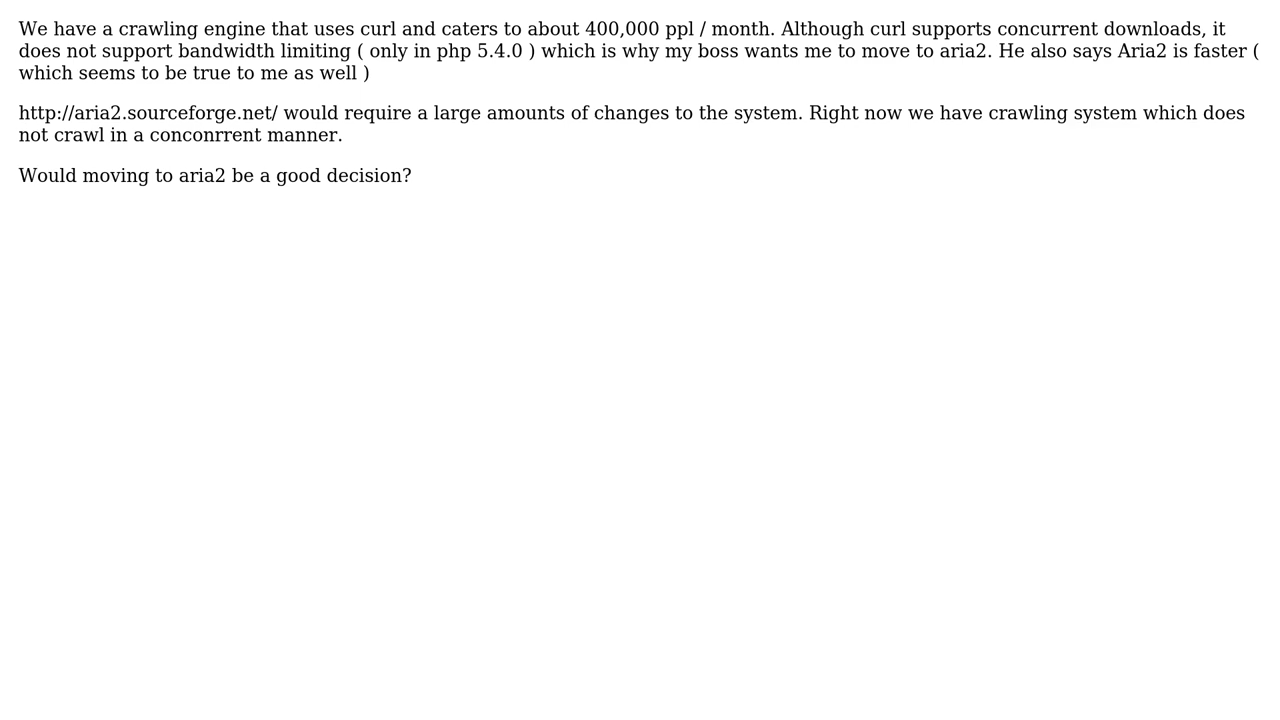 We have a crawling engine that uses curl and caters to about 400,000 ppl / month. Although curl supports concurrent downloads, it
does not support bandwidth limiting ( only in php 5.4.0 ) which is why my boss wants me to move to aria2. He also says Aria2 is faster (
which seems to be true to me as well )
http://aria2.sourceforge.net/ would require a large amounts of changes to the system. Right now we have crawling system which does
not crawl in a conconrrent manner.
Would moving to aria2 be a good decision?